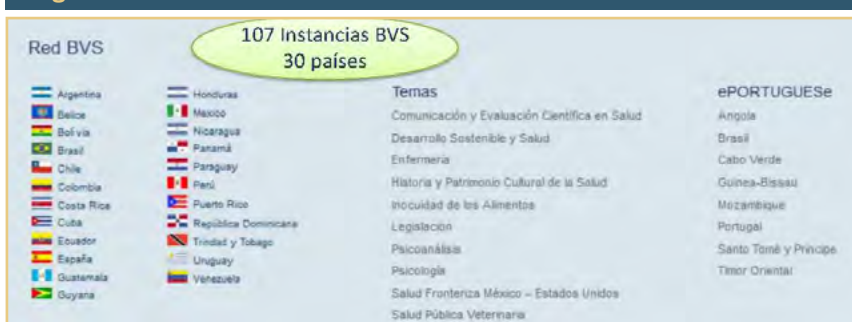 Red BVS
107 Instancias BVS
30 países
Argentina
Belice
Bolivia
Brasil
Chile
Colombia
Costa Rica
Cuba
Ecuador
España
Guatemala
Guyana
Honduras
México
Nicaragua
Panamá
Paraguay
Perú
Puerto Rico
República Dominicana
Trinidad y Tobago
Uruguay
Venezuela
Temas
Comunicación y Evaluación Científica en Salud
Desarrollo Sostenible y Salud
Enfermería
Historia y Patrimonio Cultural de la Salud
Inocuidad de los Alimentos
Legislación
Psicoanálisis
Psicología
Salud Fronteriza México – Estados Unidos
Salud Pública Veterinaria
ePORTUGUESe
Angola
Brasil
Cabo Verde
Guinea-Bissau
Mozambique
Portugal
Santo Tomé y Príncipe
Timor Oriental